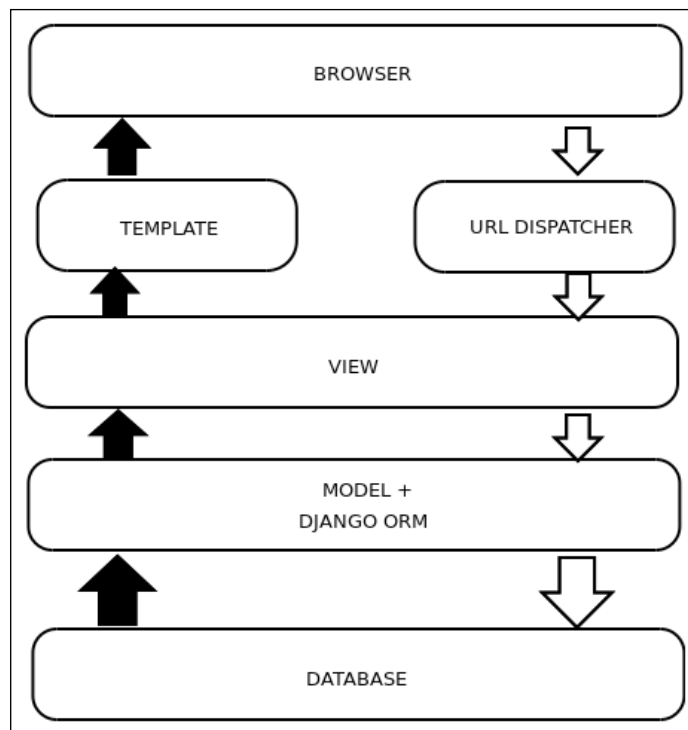 BROWSER
TEMPLATE
URL DISPATCHER
VIEW
MODEL +
DJANGO ORM
DATABASE